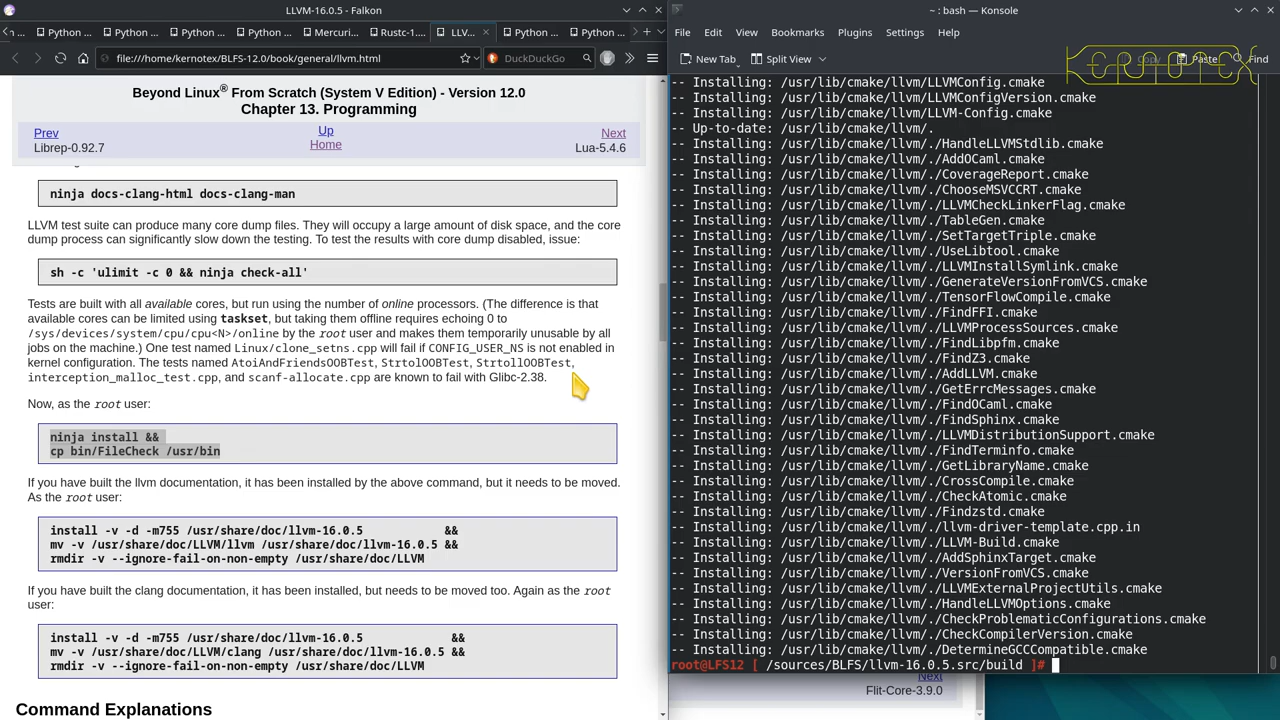 LLVM-16.0.5 - Falkon
Python ...
Python ...
Python ...
Python ...
Mercuri...
Rustc-1....
LLV...
Python ...
Python ...
file:///home/kernotex/BLFS-12.0/book/general/llvm.html
DuckDuckGo
Beyond Linux® From Scratch (System V Edition) - Version 12.0
Chapter 13. Programming
Prev
Up
Next
Librep-0.92.7
Home
Lua-5.4.6
ninja docs-clang-html docs-clang-man
LLVM test suite can produce many core dump files. They will occupy a large amount of disk space, and the core
dump process can significantly slow down the testing. To test the results with core dump disabled, issue:
sh -c 'ulimit -c 0 && ninja check-all'
Tests are built with all available cores, but run using the number of online processors. (The difference is that
available cores can be limited using taskset, but taking them offline requires echoing 0 to
/sys/devices/system/cpu/cpu<N>/online by the root user and makes them temporarily unusable by all
jobs on the machine.) One test named Linux/clone_setns.cpp will fail if CONFIG_USER_NS is not enabled in
kernel configuration. The tests named AtoiAndFriendsOOBTest, StrtolOOBTest, StrtollOOBTest,
interception_malloc_test.cpp, and scanf-allocate.cpp are known to fail with Glibc-2.38.
Now, as the root user:
ninja install &&
cp bin/FileCheck /usr/bin
If you have built the llvm documentation, it has been installed by the above command, but it needs to be moved.
As the root user:
install -v -d -m755 /usr/share/doc/llvm-16.0.5 &&
mv -v /usr/share/doc/LLVM/llvm /usr/share/doc/llvm-16.0.5 &&
rmdir -v --ignore-fail-on-non-empty /usr/share/doc/LLVM
If you have built the clang documentation, it has been installed, but needs to be moved too. Again as the root
user:
install -v -d -m755 /usr/share/doc/llvm-16.0.5 &&
mv -v /usr/share/doc/LLVM/clang /usr/share/doc/llvm-16.0.5 &&
rmdir -v --ignore-fail-on-non-empty /usr/share/doc/LLVM
Command Explanations
~ : bash — Konsole
File Edit View Bookmarks Plugins Settings Help
New Tab Split View Copy Paste Find
KERNOTEX
-- Installing: /usr/lib/cmake/llvm/LLVMConfig.cmake
-- Installing: /usr/lib/cmake/llvm/LLVMConfigVersion.cmake
-- Installing: /usr/lib/cmake/llvm/LLVM-Config.cmake
-- Up-to-date: /usr/lib/cmake/llvm/.
-- Installing: /usr/lib/cmake/llvm/./HandleLLVMStdlib.cmake
-- Installing: /usr/lib/cmake/llvm/./AddOCaml.cmake
-- Installing: /usr/lib/cmake/llvm/./CoverageReport.cmake
-- Installing: /usr/lib/cmake/llvm/./ChooseMSVCCRT.cmake
-- Installing: /usr/lib/cmake/llvm/./LLVMCheckLinkerFlag.cmake
-- Installing: /usr/lib/cmake/llvm/./TableGen.cmake
-- Installing: /usr/lib/cmake/llvm/./SetTargetTriple.cmake
-- Installing: /usr/lib/cmake/llvm/./UseLibtool.cmake
-- Installing: /usr/lib/cmake/llvm/./LLVMInstallSymlink.cmake
-- Installing: /usr/lib/cmake/llvm/./GenerateVersionFromVCS.cmake
-- Installing: /usr/lib/cmake/llvm/./TensorFlowCompile.cmake
-- Installing: /usr/lib/cmake/llvm/./FindFFI.cmake
-- Installing: /usr/lib/cmake/llvm/./LLVMProcessSources.cmake
-- Installing: /usr/lib/cmake/llvm/./FindLibpfm.cmake
-- Installing: /usr/lib/cmake/llvm/./FindZ3.cmake
-- Installing: /usr/lib/cmake/llvm/./AddLLVM.cmake
-- Installing: /usr/lib/cmake/llvm/./GetErrcMessages.cmake
-- Installing: /usr/lib/cmake/llvm/./FindOCaml.cmake
-- Installing: /usr/lib/cmake/llvm/./FindSphinx.cmake
-- Installing: /usr/lib/cmake/llvm/./LLVMDistributionSupport.cmake
-- Installing: /usr/lib/cmake/llvm/./FindTerminfo.cmake
-- Installing: /usr/lib/cmake/llvm/./GetLibraryName.cmake
-- Installing: /usr/lib/cmake/llvm/./CrossCompile.cmake
-- Installing: /usr/lib/cmake/llvm/./CheckAtomic.cmake
-- Installing: /usr/lib/cmake/llvm/./Findzstd.cmake
-- Installing: /usr/lib/cmake/llvm/./llvm-driver-template.cpp.in
-- Installing: /usr/lib/cmake/llvm/./LLVM-Build.cmake
-- Installing: /usr/lib/cmake/llvm/./AddSphinxTarget.cmake
-- Installing: /usr/lib/cmake/llvm/./VersionFromVCS.cmake
-- Installing: /usr/lib/cmake/llvm/./LLVMExternalProjectUtils.cmake
-- Installing: /usr/lib/cmake/llvm/./HandleLLVMOptions.cmake
-- Installing: /usr/lib/cmake/llvm/./CheckProblematicConfigurations.cmake
-- Installing: /usr/lib/cmake/llvm/./CheckCompilerVersion.cmake
-- Installing: /usr/lib/cmake/llvm/./DetermineGCCCompatible.cmake
root@LFS12 [ /sources/BLFS/llvm-16.0.5.src/build ]#
Next
Flit-Core-3.9.0